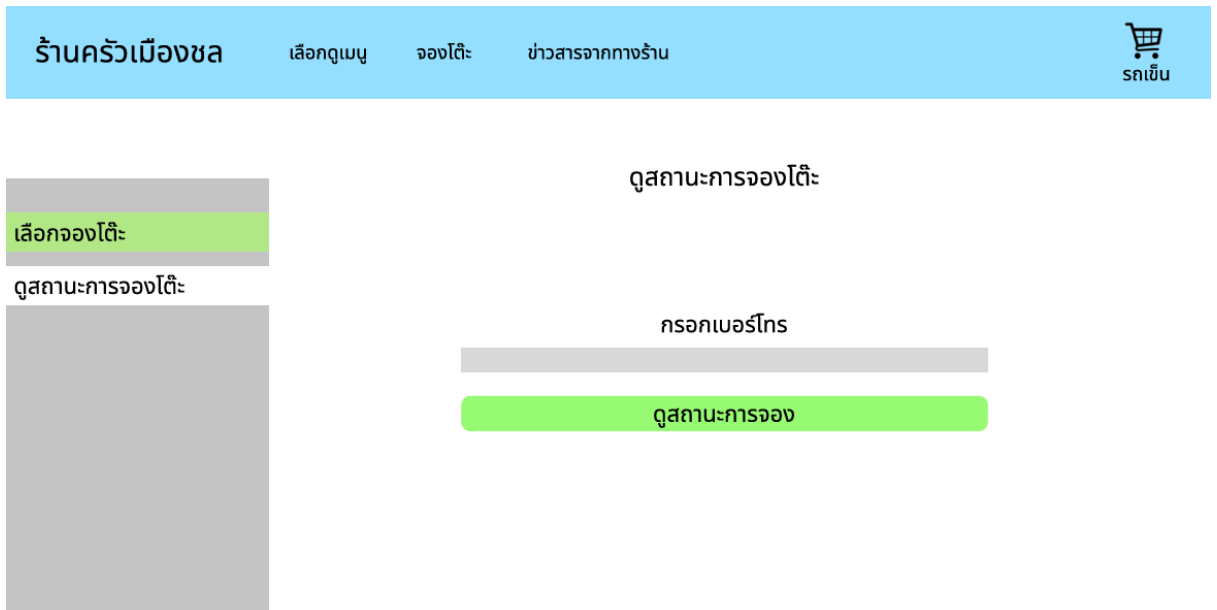 ร้านครัวเมืองชล เลือกดูเมนู จองโต๊ะ ข่าวสารจากทางร้าน
รถเข็น
ดูสถานะการจองโต๊ะ
เลือกจองโต๊ะ
ดูสถานะการจองโต๊ะ
กรอกเบอร์โทร
ดูสถานะการจอง